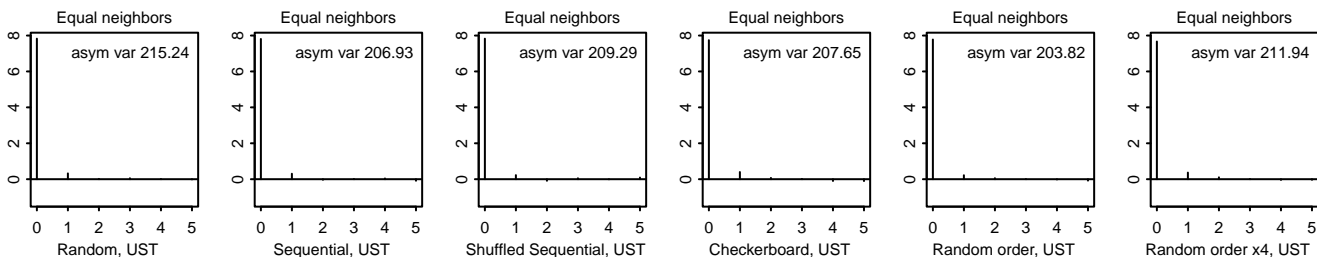 Equal neighbors Equal neighbors Equal neighbors Equal neighbors Equal neighbors Equal neighbors
8 8 8 8 8 8
asym var 215.24 asym var 206.93 asym var 209.29 asym var 207.65 asym var 203.82 asym var 211.94
6 6 6 6 6 6
4 4 4 4 4 4
2 2 2 2 2 2
0 0 0 0 0 0
0 1 2 3 4 5 0 1 2 3 4 5 0 1 2 3 4 5 0 1 2 3 4 5 0 1 2 3 4 5 0 1 2 3 4 5
Random, UST Sequential, UST Shuffled Sequential, UST Checkerboard, UST Random order, UST Random order x4, UST